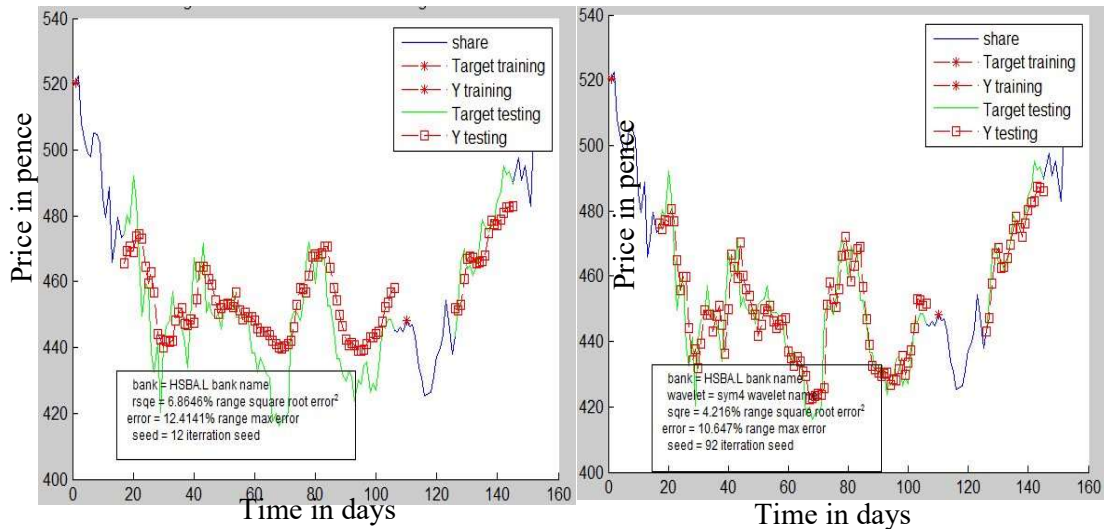 540
520
500
480
460
440
420
400
Price in pence
share
Target training
Y training
Target testing
Y testing
bank = HSBA.L bank name
rsqe = 6.8646% range square root error²
error = 12.4141% range max error
seed = 12 iterration seed
0 20 40 60 80 100 120 140 160
Time in days
540
520
500
480
460
440
420
400
Price in pence
share
Target training
Y training
Target testing
Y testing
bank = HSBA.L bank name
wavelet = sym4 wavelet name
sqre = 4.216% range square root error²
error = 10.647% range max error
seed = 92 iterration seed
0 20 40 60 80 100 120 140 160
Time in days